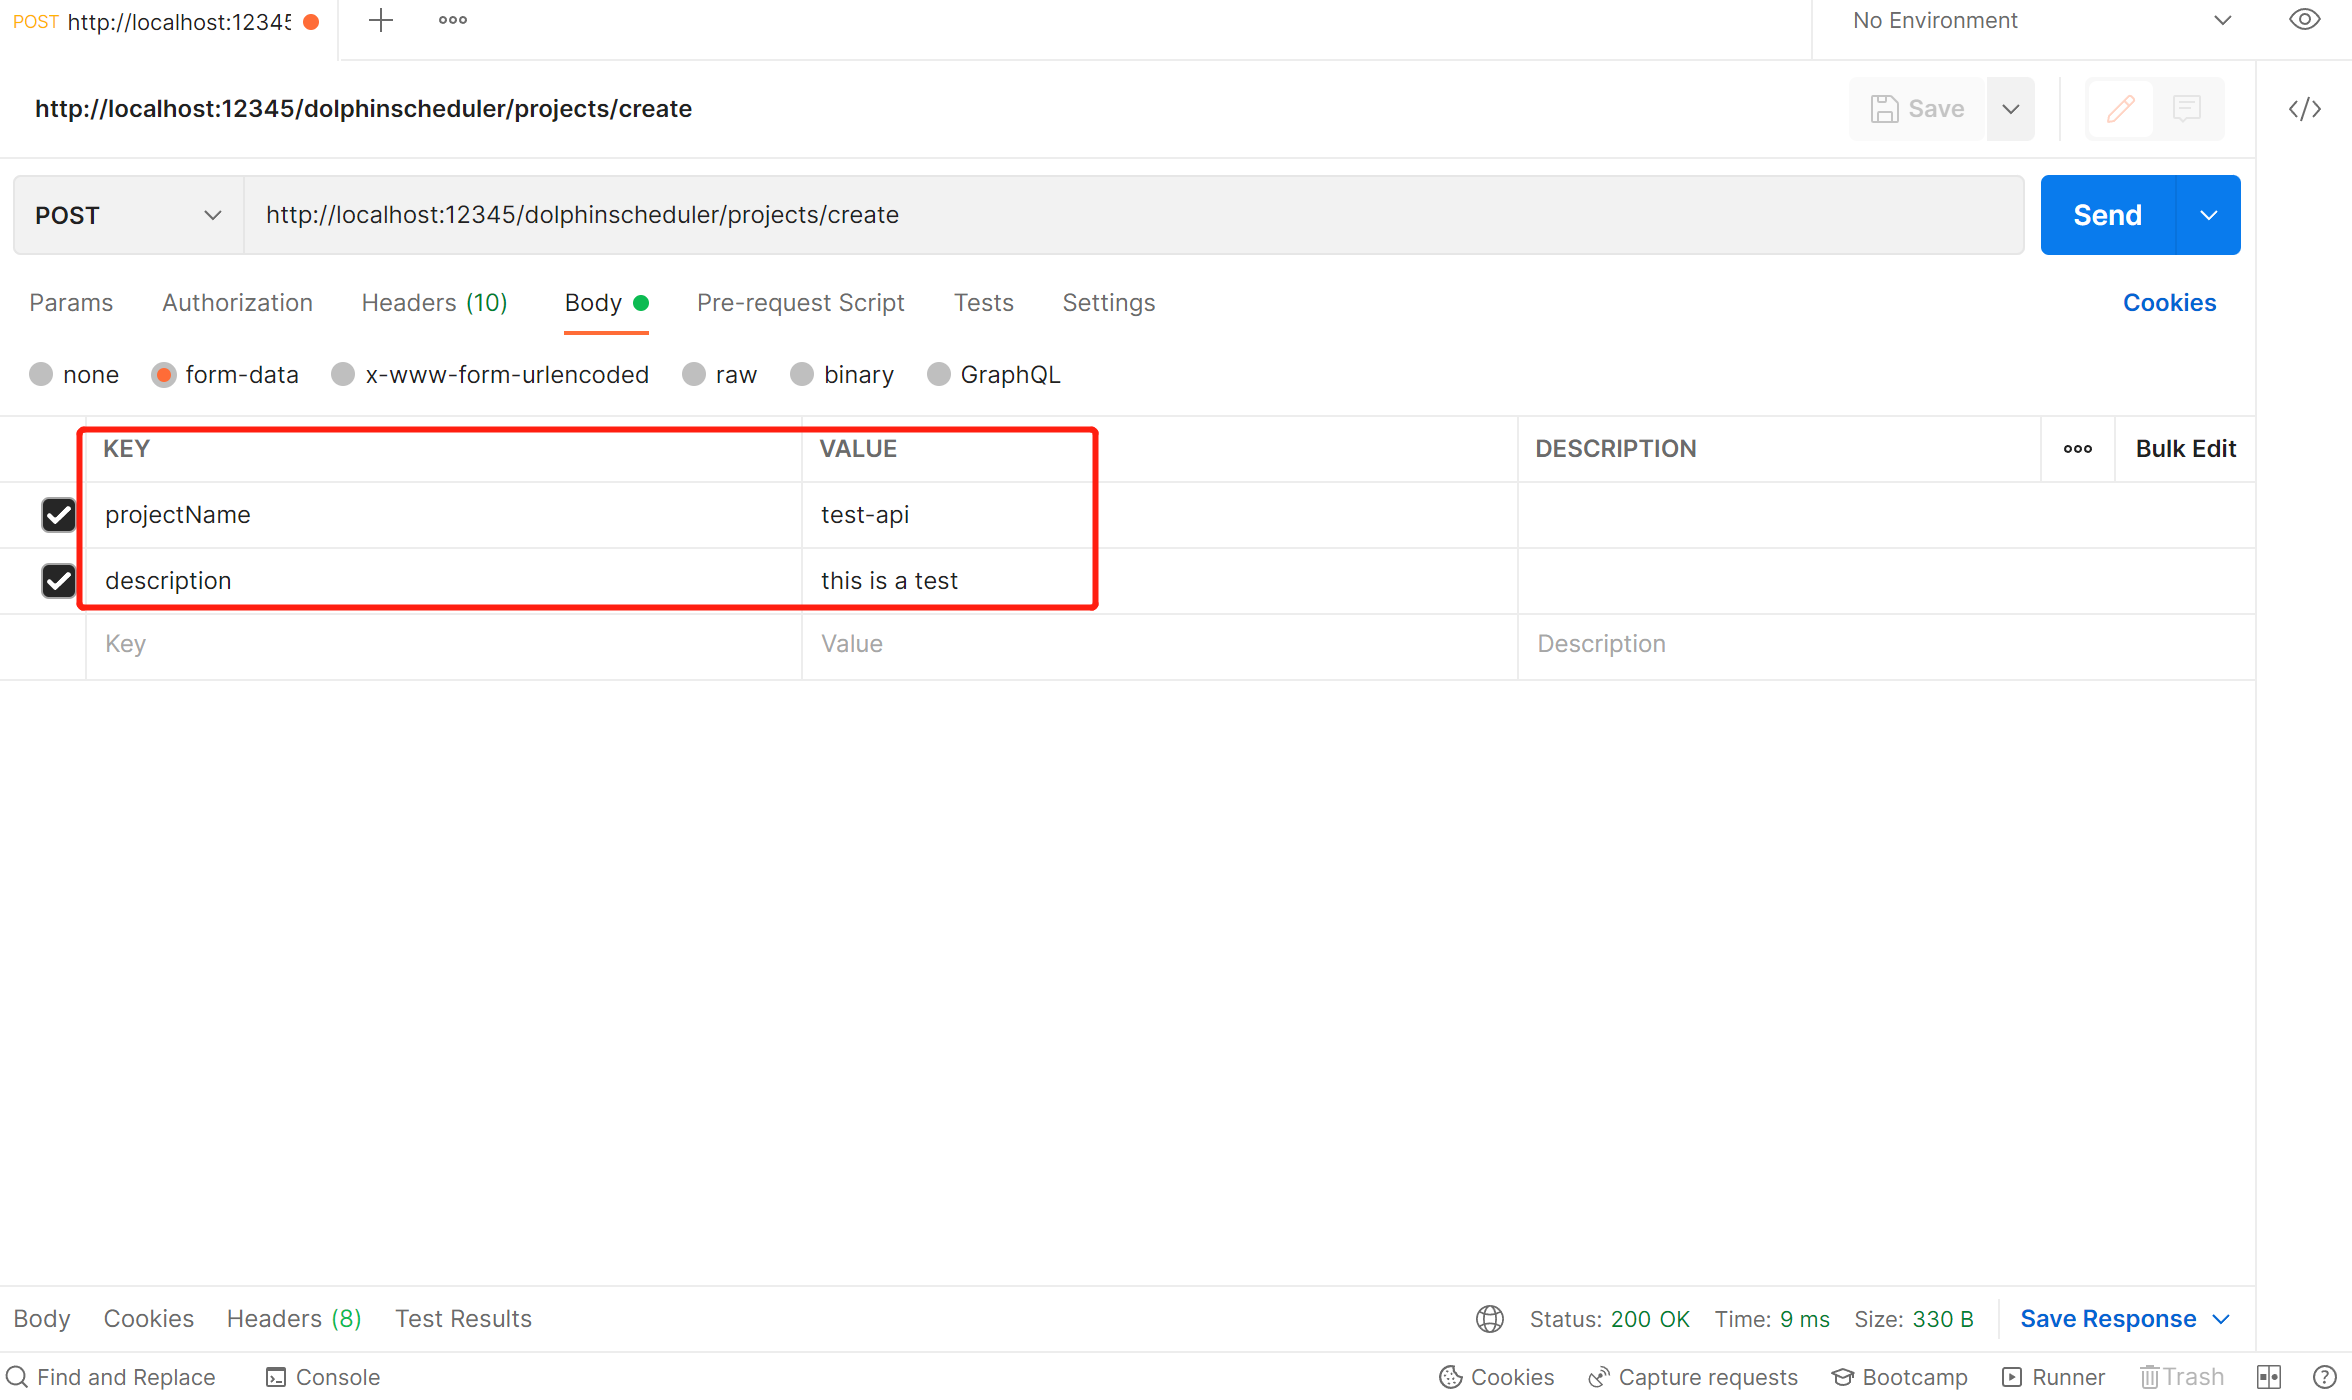 POST http://localhost:1234
No Environment
http://localhost:12345/dolphinscheduler/projects/create
Save
POST http://localhost:12345/dolphinscheduler/projects/create Send
Params Authorization Headers (10) Body Pre-request Script Tests Settings Cookies
none form-data x-www-form-urlencoded raw binary GraphQL
KEY VALUE DESCRIPTION Bulk Edit
projectName test-api
description this is a test
Key Value Description
Body Cookies Headers (8) Test Results Status: 200 OK Time: 9 ms Size: 330 B Save Response
Find and Replace Console Cookies Capture requests Bootcamp Runner Trash